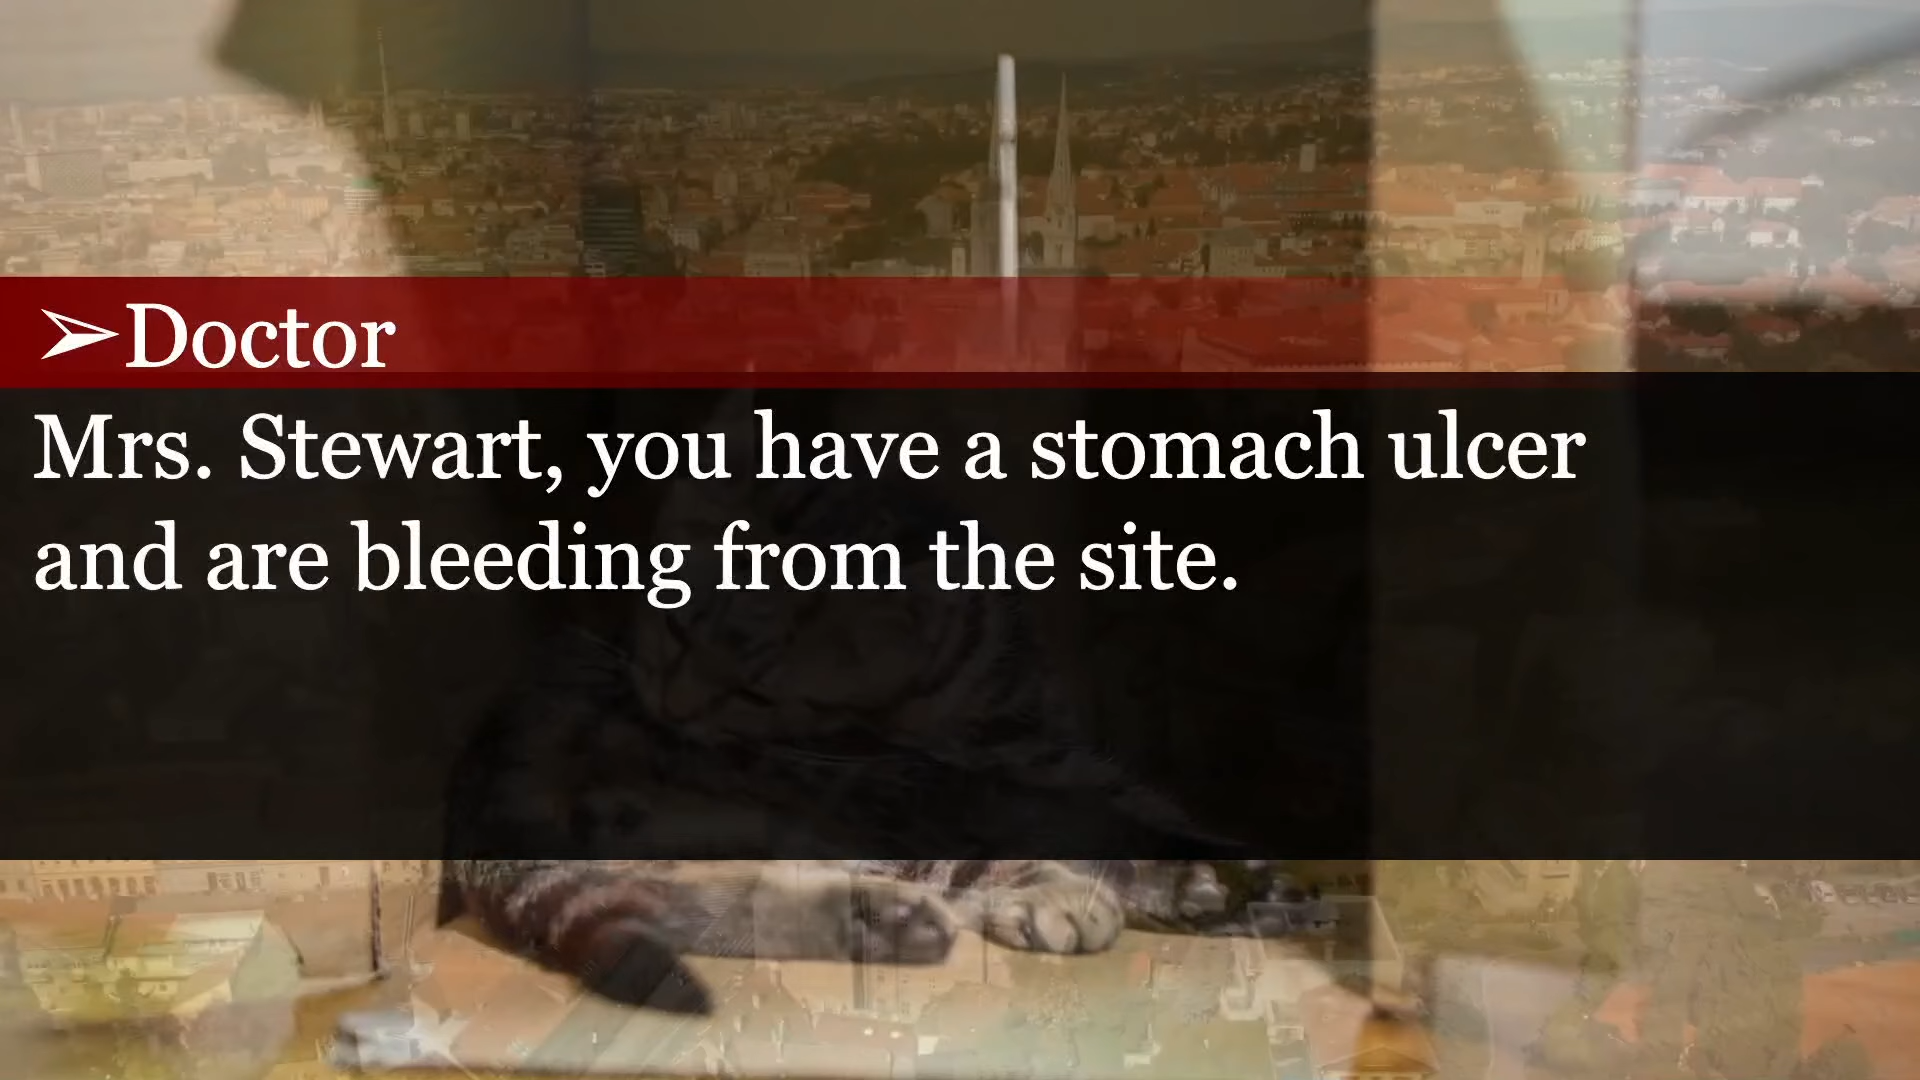 ➢Doctor
Mrs. Stewart, you have a stomach ulcer
and are bleeding from the site.